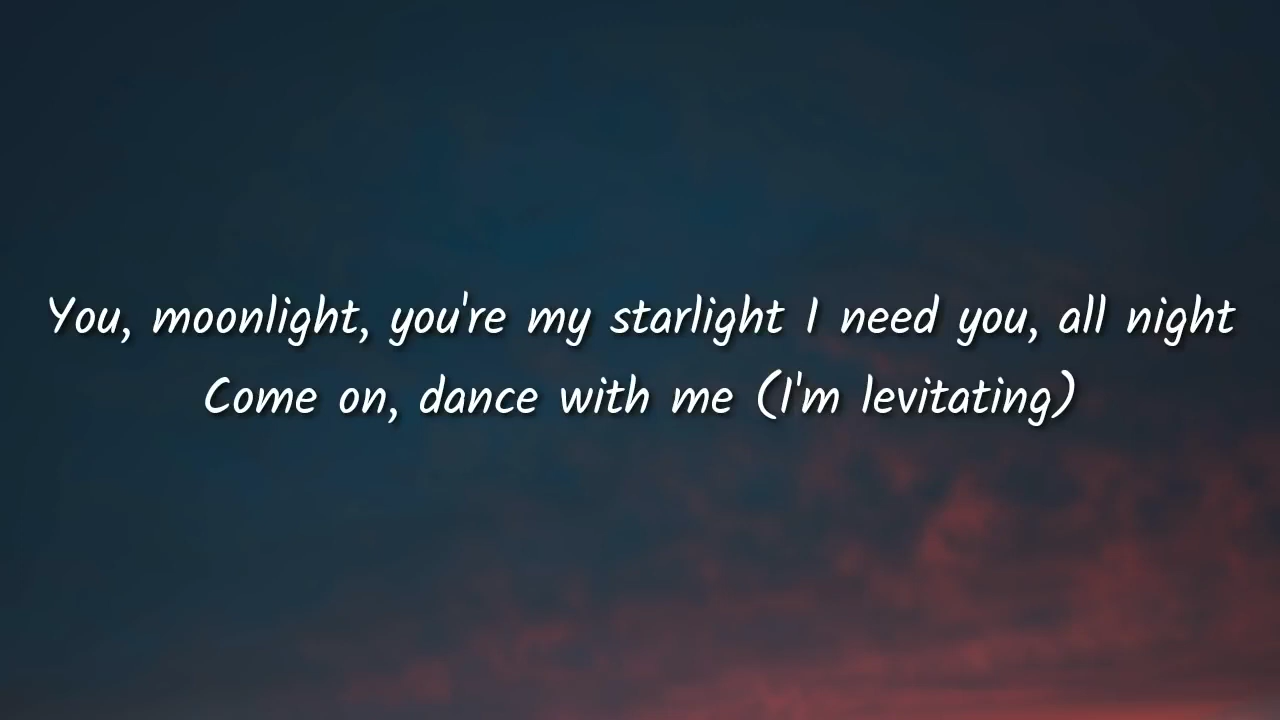 You, moonlight, you're my starlight I need you, all night
Come on, dance with me (I'm levitating)